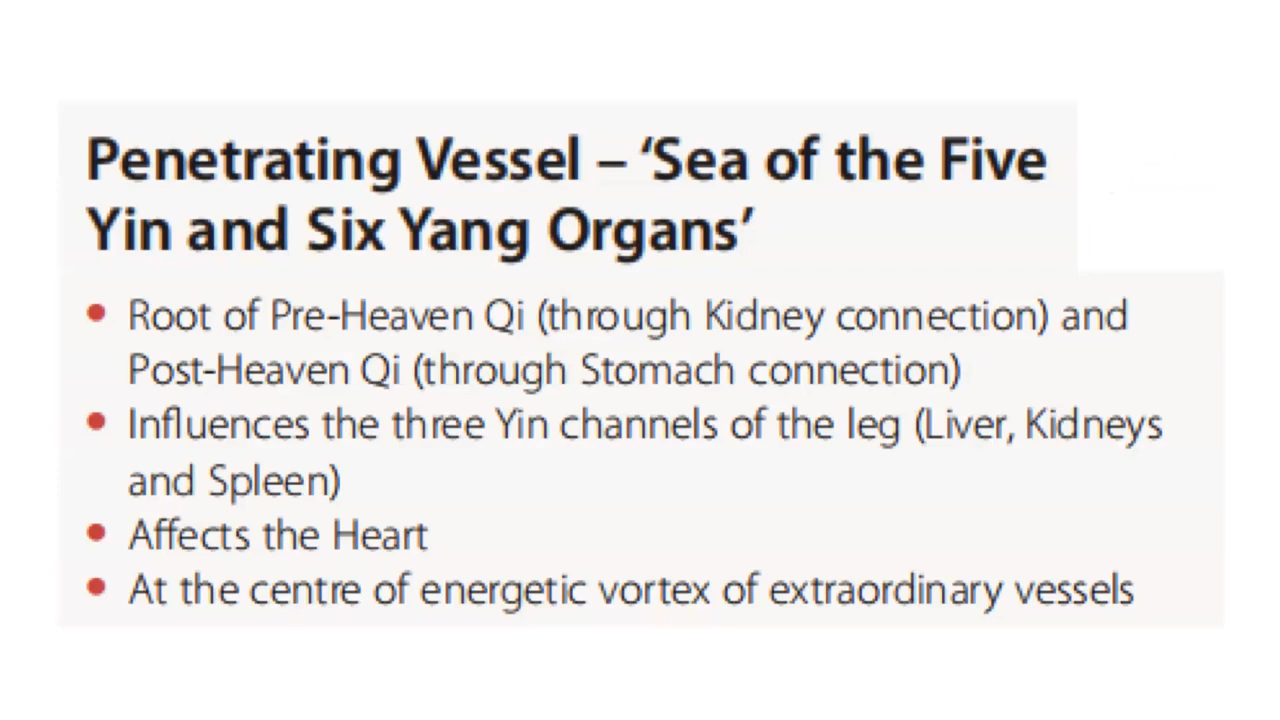 Penetrating Vessel – ‘Sea of the Five
Yin and Six Yang Organs’
• Root of Pre-Heaven Qi (through Kidney connection) and
Post-Heaven Qi (through Stomach connection)
• Influences the three Yin channels of the leg (Liver, Kidneys
and Spleen)
• Affects the Heart
• At the centre of energetic vortex of extraordinary vessels